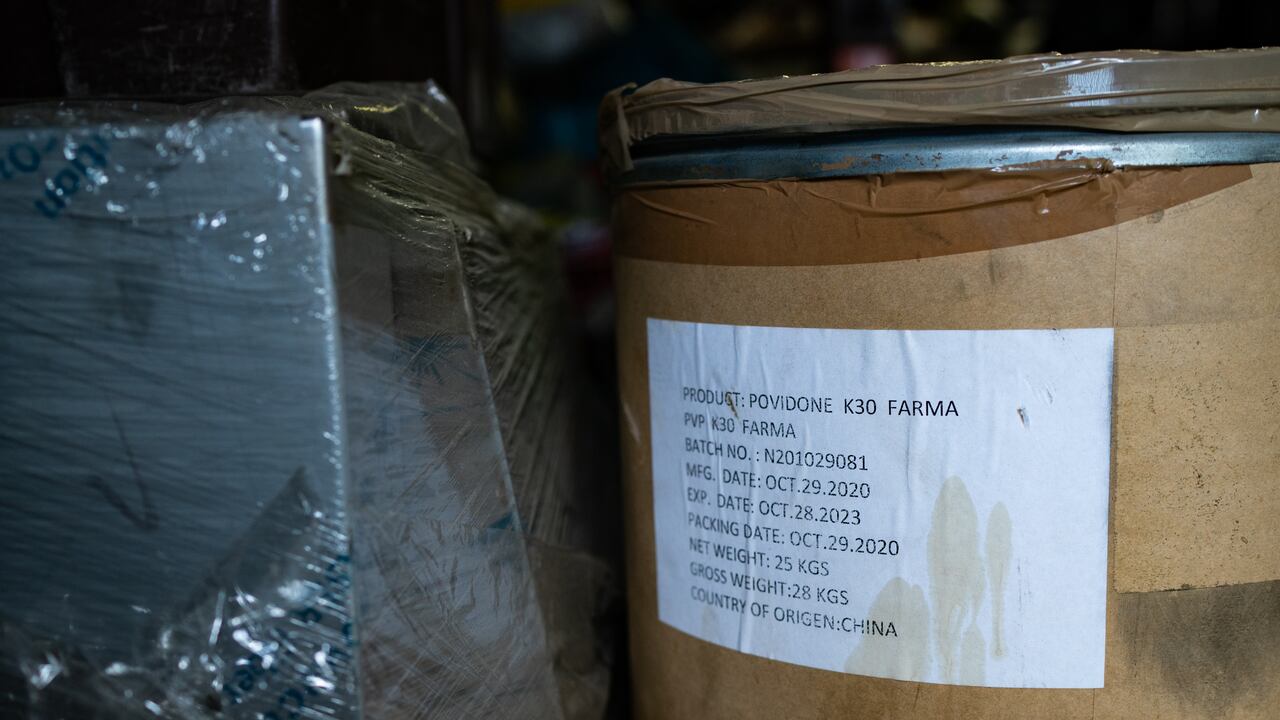 PRODUCT: POVIDONE K30 FARMA
PVP K30 FARMA
BATCH NO. : N201029081
MFG. DATE: OCT.29.2020
EXP. DATE: OCT.28.2023
PACKING DATE: OCT.29.2020
NET WEIGHT: 25 KGS
GROSS WEIGHT:28 KGS
COUNTRY OF ORIGEN:CHINA